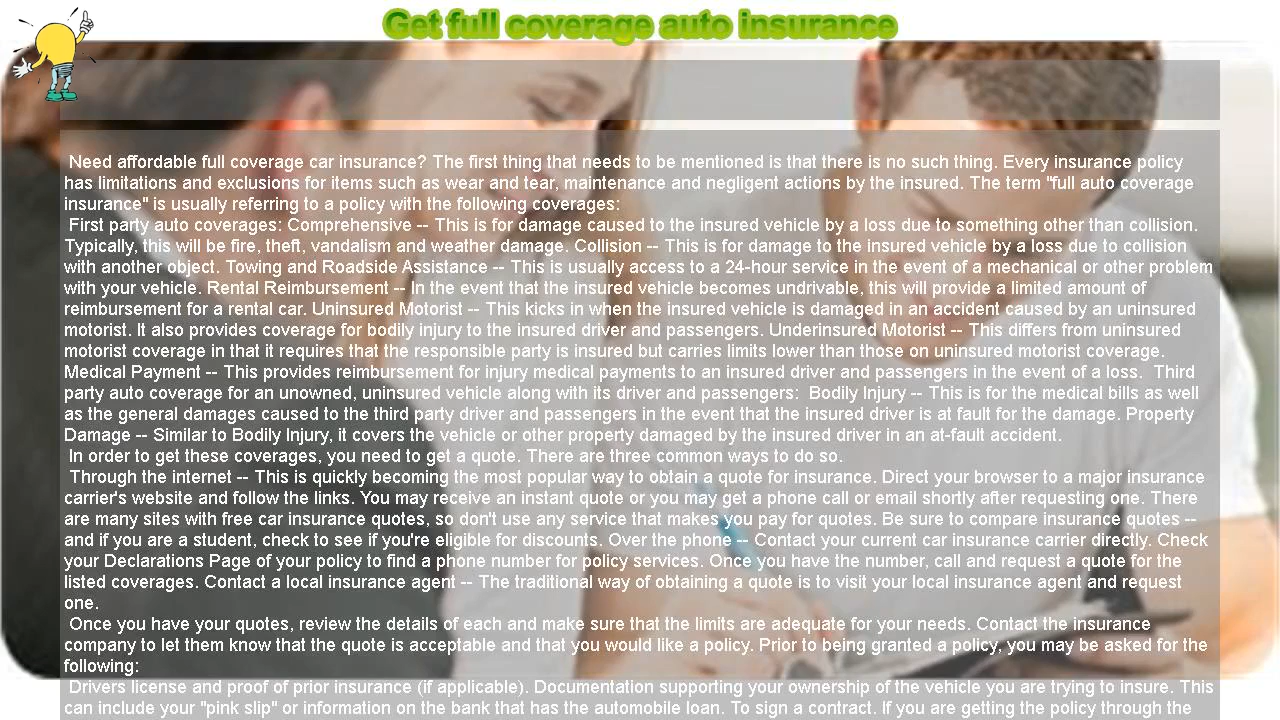 Get full coverage auto insurance
Need affordable full coverage car insurance? The first thing that needs to be mentioned is that there is no such thing. Every insurance policy
has limitations and exclusions for items such as wear and tear, maintenance and negligent actions by the insured. The term "full auto coverage
insurance" is usually referring to a policy with the following coverages:
First party auto coverages: Comprehensive -- This is for damage caused to the insured vehicle by a loss due to something other than collision.
Typically, this will be fire, theft, vandalism and weather damage. Collision -- This is for damage to the insured vehicle by a loss due to collision
with another object. Towing and Roadside Assistance -- This is usually access to a 24-hour service in the event of a mechanical or other problem
with your vehicle. Rental Reimbursement -- In the event that the insured vehicle becomes undrivable, this will provide a limited amount of
reimbursement for a rental car. Uninsured Motorist -- This kicks in when the insured vehicle is damaged in an accident caused by an uninsured
motorist. It also provides coverage for bodily injury to the insured driver and passengers. Underinsured Motorist -- This differs from uninsured
motorist coverage in that it requires that the responsible party is insured but carries limits lower than those on uninsured motorist coverage.
Medical Payment -- This provides reimbursement for injury medical payments to an insured driver and passengers in the event of a loss.  Third
party auto coverage for an unowned, uninsured vehicle along with its driver and passengers:  Bodily Injury -- This is for the medical bills as well
as the general damages caused to the third party driver and passengers in the event that the insured driver is at fault for the damage. Property
Damage -- Similar to Bodily Injury, it covers the vehicle or other property damaged by the insured driver in an at-fault accident.
In order to get these coverages, you need to get a quote. There are three common ways to do so.
Through the internet -- This is quickly becoming the most popular way to obtain a quote for insurance. Direct your browser to a major insurance
carrier's website and follow the links. You may receive an instant quote or you may get a phone call or email shortly after requesting one. There
are many sites with free car insurance quotes, so don't use any service that makes you pay for quotes. Be sure to compare insurance quotes --
and if you are a student, check to see if you're eligible for discounts. Over the phone -- Contact your current car insurance carrier directly. Check
your Declarations Page of your policy to find a phone number for policy services. Once you have the number, call and request a quote for the
listed coverages. Contact a local insurance agent -- The traditional way of obtaining a quote is to visit your local insurance agent and request
one.
Once you have your quotes, review the details of each and make sure that the limits are adequate for your needs. Contact the insurance
company to let them know that the quote is acceptable and that you would like a policy. Prior to being granted a policy, you may be asked for the
following:
Drivers license and proof of prior insurance (if applicable). Documentation supporting your ownership of the vehicle you are trying to insure. This
can include your "pink slip" or information on the bank that has the automobile loan. To sign a contract. If you are getting the policy through the